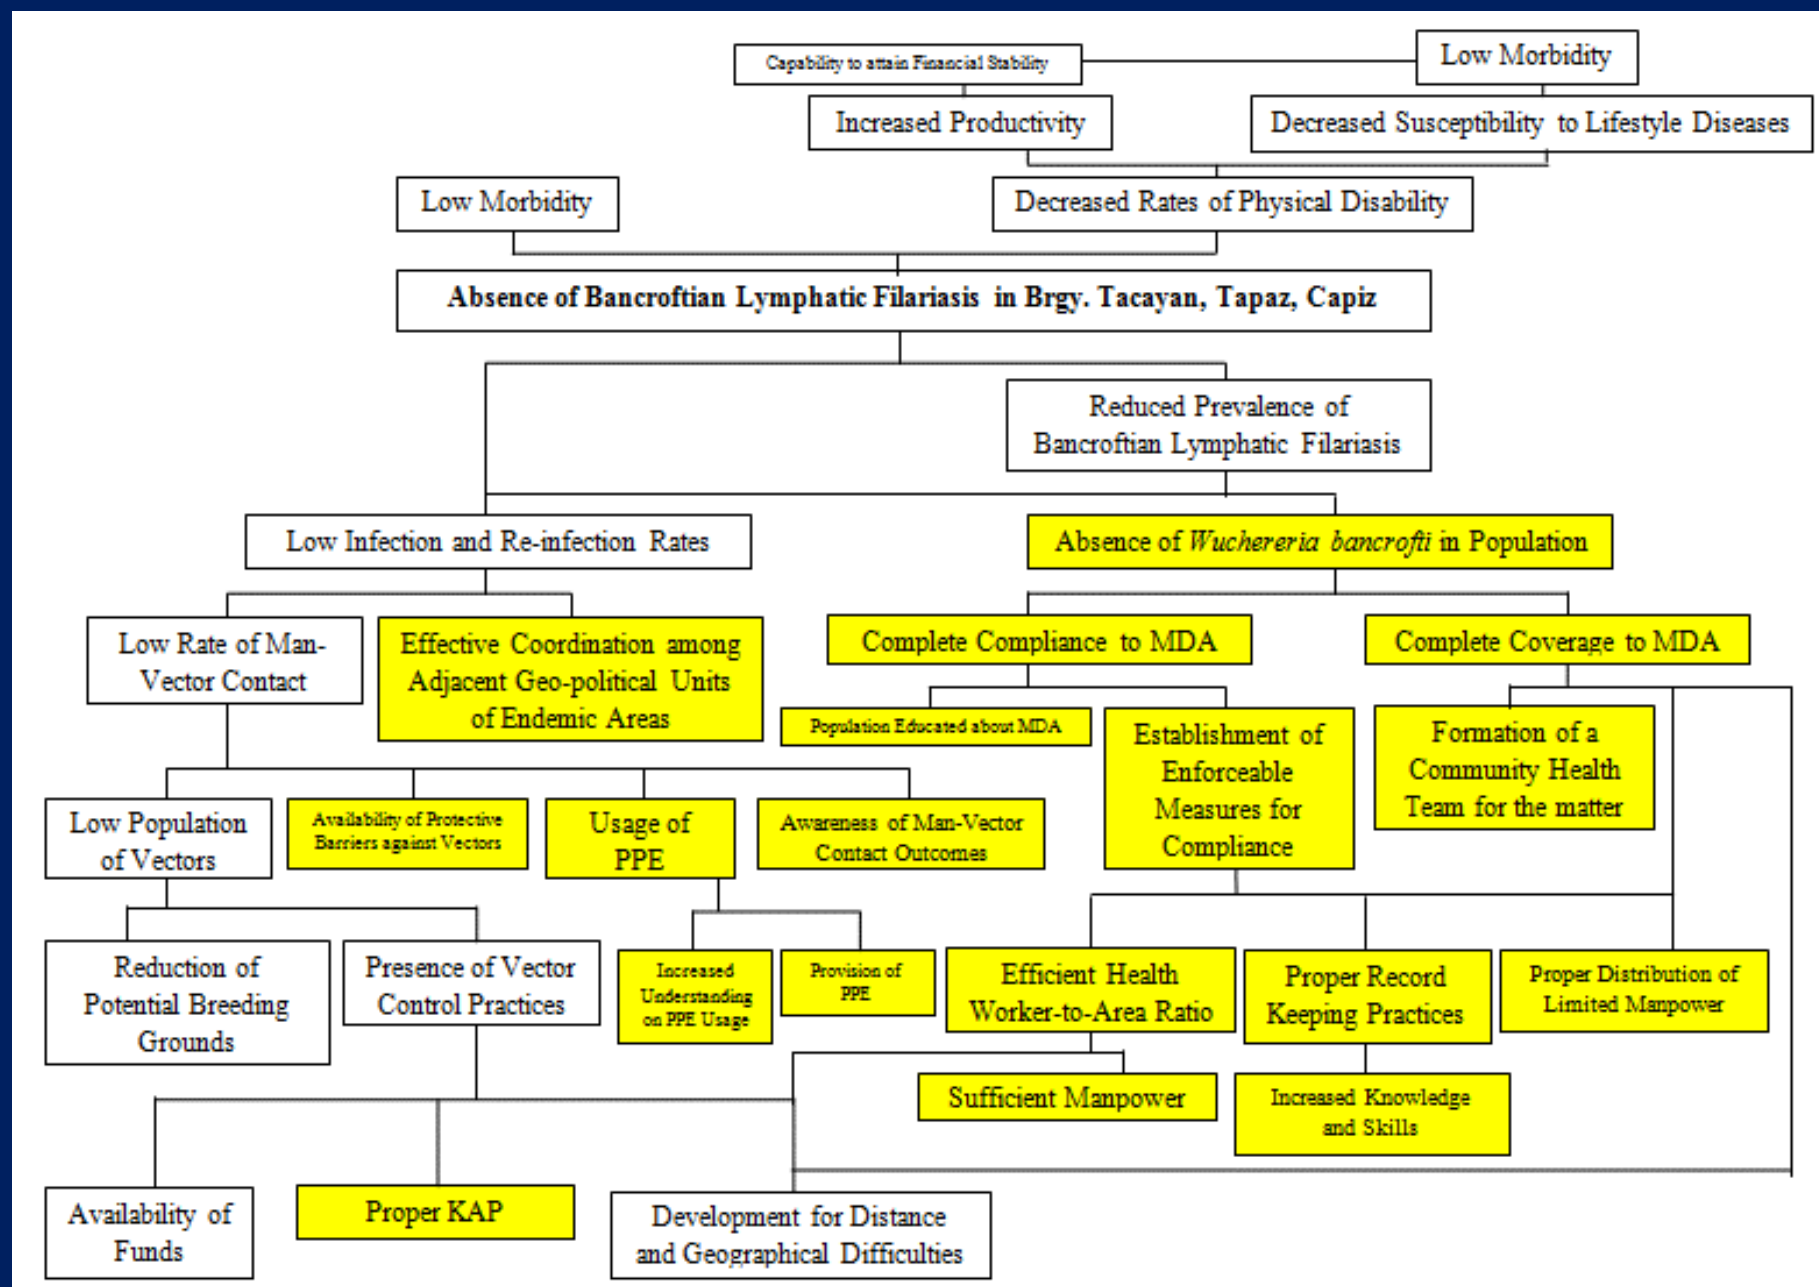 Capability to attain Financial Stability
Low Morbidity
Increased Productivity
Decreased Susceptibility to Lifestyle Diseases
Low Morbidity
Decreased Rates of Physical Disability
Absence of Bancroftian Lymphatic Filariasis in Brgy. Tacayan, Tapaz, Capiz
Reduced Prevalence of
Bancroftian Lymphatic Filariasis
Low Infection and Re-infection Rates
Absence of Wuchereria bancrofti in Population
Low Rate of Man-
Vector Contact
Effective Coordination among
Adjacent Geo-political Units
of Endemic Areas
Complete Compliance to MDA
Complete Coverage to MDA
Population Educated about MDA
Establishment of
Enforceable
Measures for
Compliance
Formation of a
Community Health
Team for the matter
Low Population
of Vectors
Availability of Protective
Barriers against Vectors
Usage of
PPE
Awareness of Man-Vector
Contact Outcomes
Reduction of
Potential Breeding
Grounds
Presence of Vector
Control Practices
Increased
Understanding
on PPE Usage
Provision of
PPE
Efficient Health
Worker-to-Area Ratio
Proper Record
Keeping Practices
Proper Distribution of
Limited Manpower
Sufficient Manpower
Increased Knowledge
and Skills
Availability of
Funds
Proper KAP
Development for Distance
and Geographical Difficulties